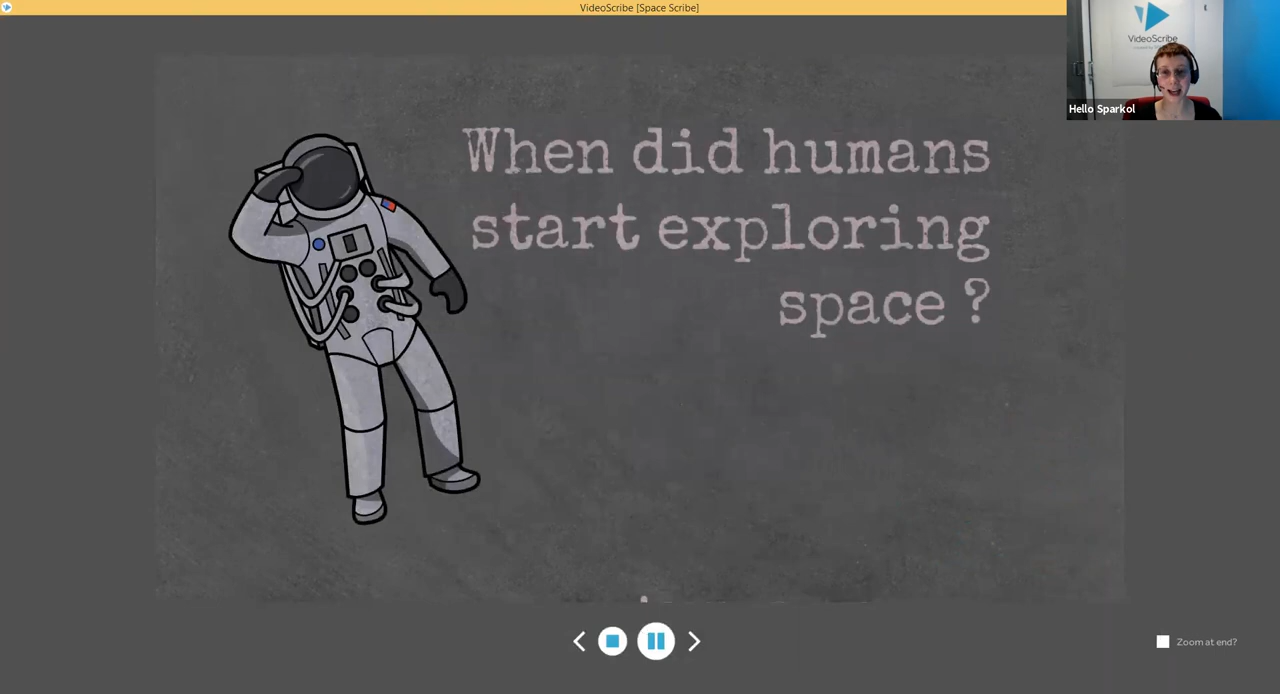 VideoScribe [Space Scribe]
VideoScribe
Hello Sparkol
When did humans
start exploring
space ?
Zoom at end?